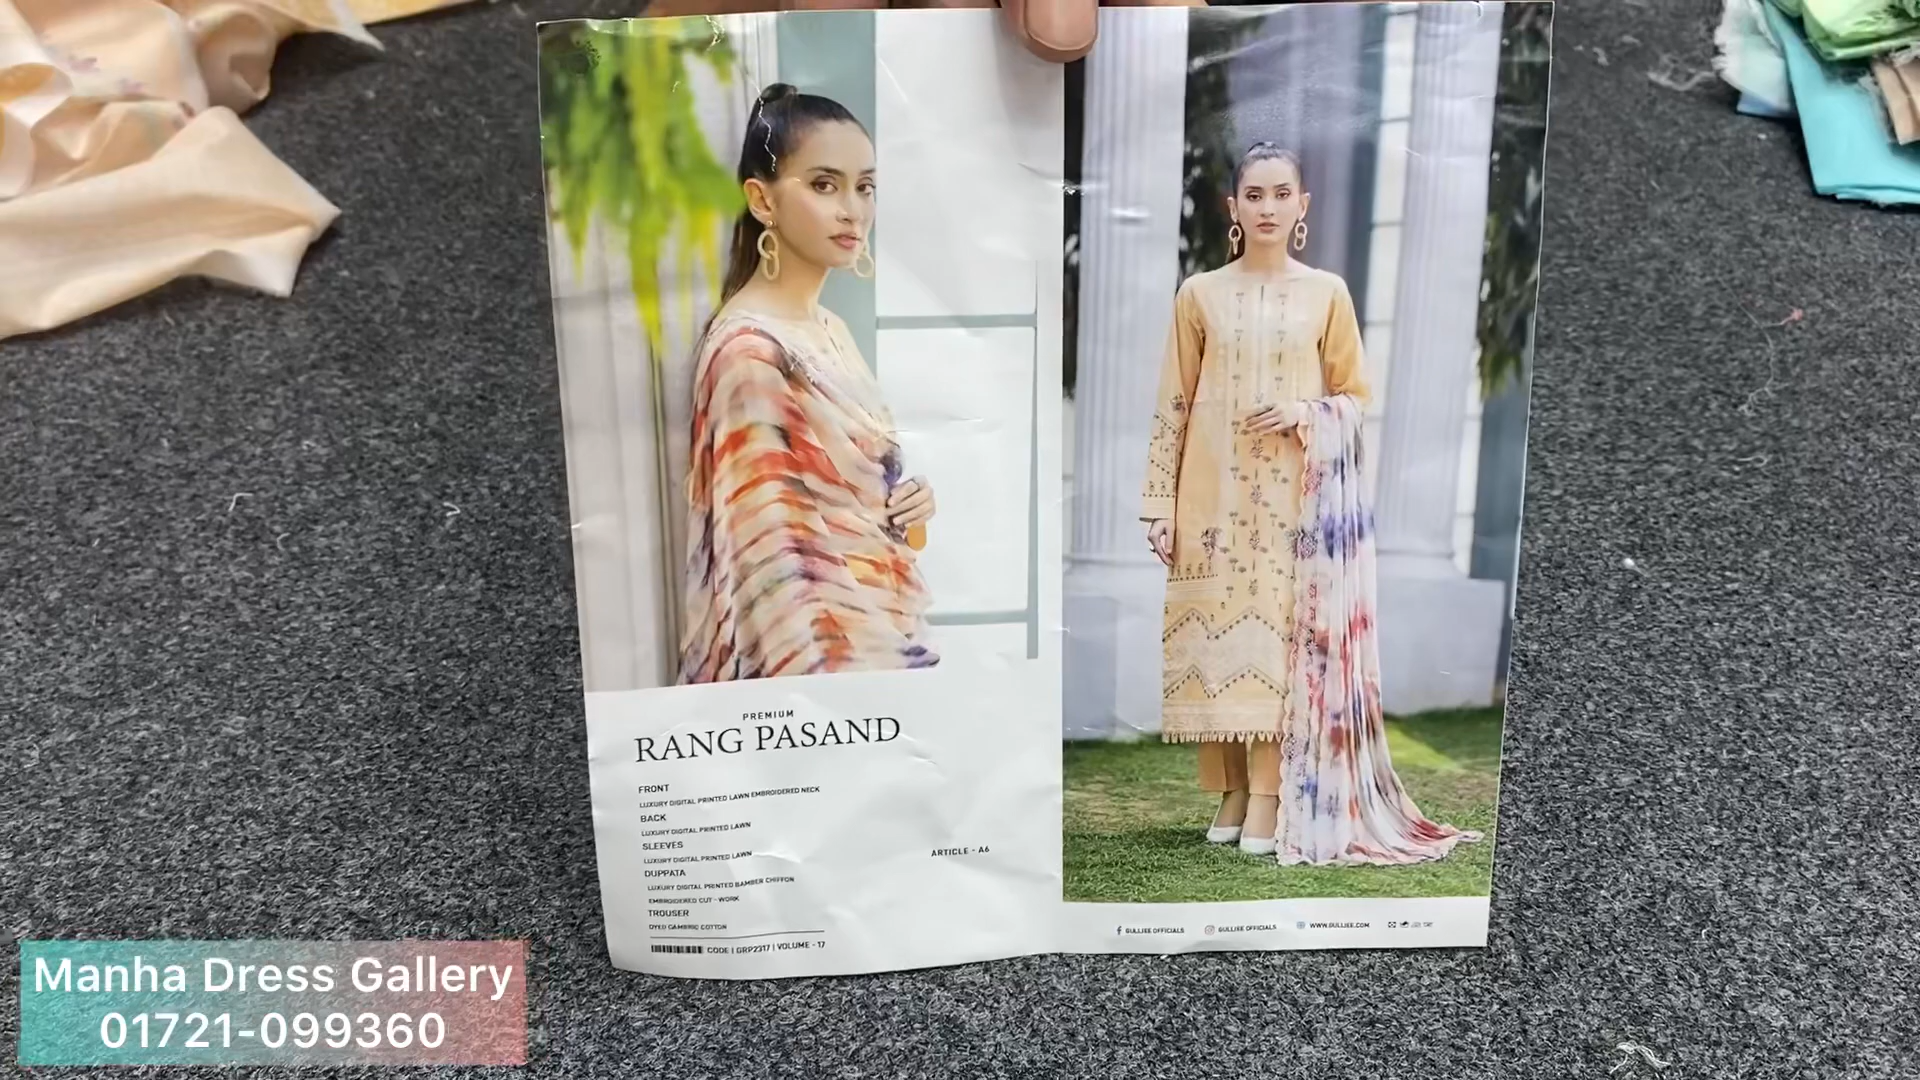 PREMIUM
RANG PASAND
FRONT
LUXURY DIGITAL PRINTED LAWN EMBROIDERED NECK
BACK
LUXURY DIGITAL PRINTED LAWN
SLEEVES
LUXURY DIGITAL PRINTED LAWN
DUPPATA
LUXURY DIGITAL PRINTED BAMBER CHIFFON
EMBROIDERED CUT - WORK
TROUSER
DYED CAMBRIC COTTON
CODE | GRP2317 | VOLUME - 17
ARTICLE - A6
GULLJEE OFFICIALS
GULLJEE OFFICIALS
WWW.GULLJEE.COM
Manha Dress Gallery
01721-099360